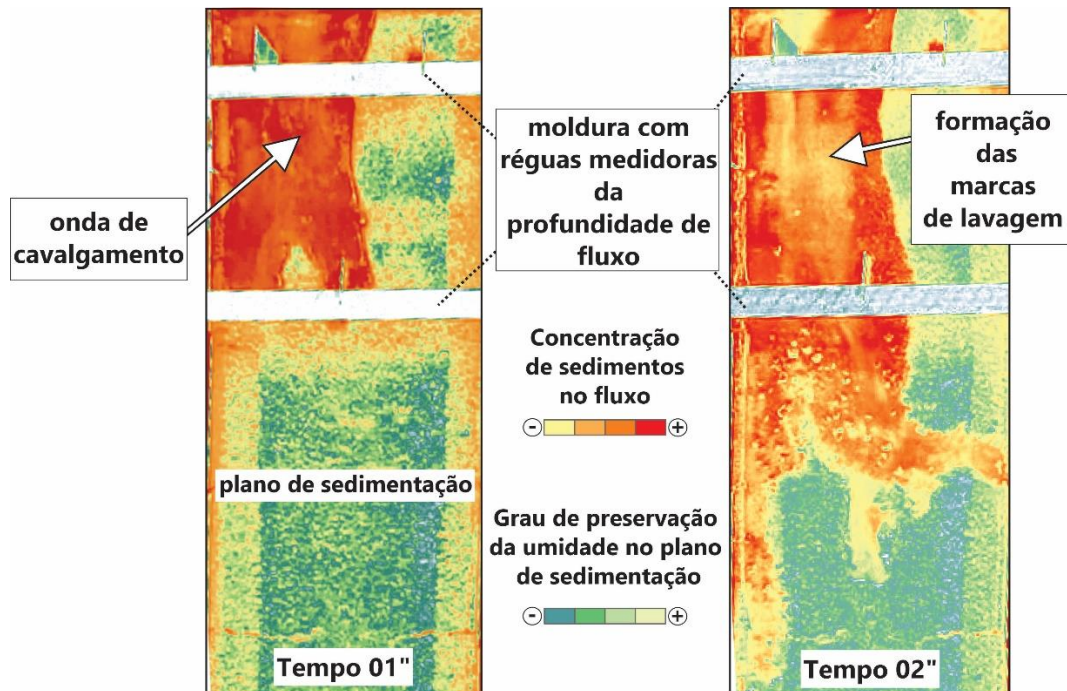 onda de
cavalgamento
moldura com
réguas medidoras
da
profundidade de
fluxo
formação
das
marcas
de lavagem
Concentração
de sedimentos
no fluxo
- +
plano de sedimentação
Grau de preservação
da umidade no plano
de sedimentação
- +
Tempo 01"
Tempo 02"